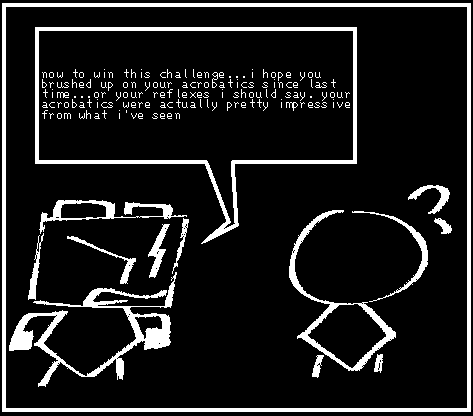 now to win this challenge...i hope you
brushed up on your acrobatics since last
time...or your reflexes i should say. your
acrobatics were actually pretty impressive
from what i've seen
?